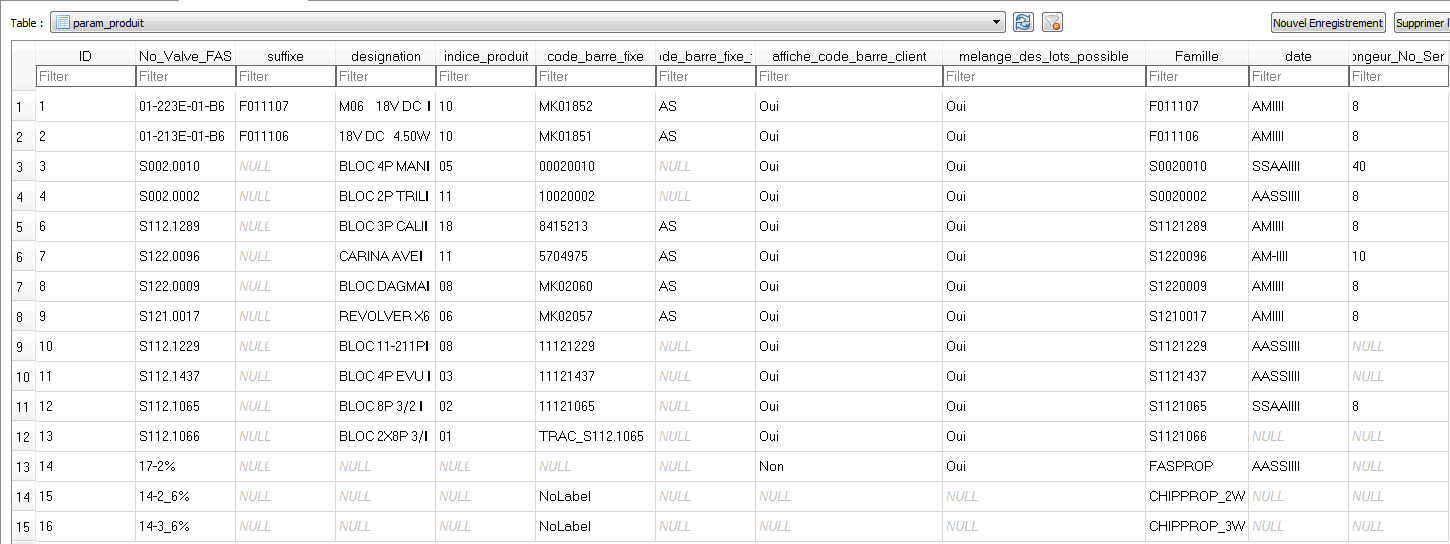 Table : param_produit Nouvel Enregistrement Supprimer
ID No_Valve_FAS suffixe designation indice_produit code_barre_fixe de_barre_fixe_ affiche_code_barre_client melange_des_lots_possible Famille date ongeur_No_Ser
Filter Filter Filter Filter Filter Filter Filter Filter Filter Filter Filter Filter
1 1 01-223E-01-B6 F011107 M06 18V DC I 10 MK01852 AS Oui Oui F011107 AMIIII 8
2 2 01-213E-01-B6 F011106 18V DC 4.50W 10 MK01851 AS Oui Oui F011106 AMIIII 8
3 3 S002.0010 NULL BLOC 4P MANI 05 00020010 NULL Oui Oui S0020010 SSAAIIII 40
4 4 S002.0002 NULL BLOC 2P TRILI 11 10020002 NULL Oui Oui S0020002 AASSIIII 8
5 6 S112.1289 NULL BLOC 3P CALII 18 8415213 AS Oui Oui S1121289 AMIIII 8
6 7 S122.0096 NULL CARINA AVEI 11 5704975 AS Oui Oui S1220096 AM-IIII 10
7 8 S122.0009 NULL BLOC DAGMAI 08 MK02060 AS Oui Oui S1220009 AMIIII 8
8 9 S121.0017 NULL REVOLVER X6 06 MK02057 AS Oui Oui S1210017 AMIIII 8
9 10 S112.1229 NULL BLOC 11-211PI 08 11121229 NULL Oui Oui S1121229 AASSIIII NULL
10 11 S112.1437 NULL BLOC 4P EVU I 03 11121437 NULL Oui Oui S1121437 AASSIIII NULL
11 12 S112.1065 NULL BLOC 8P 3/2 I 02 11121065 NULL Oui Oui S1121065 SSAAIIII 8
12 13 S112.1066 NULL BLOC 2X8P 3/I 01 TRAC_S112.1065 NULL Oui Oui S1121066 NULL NULL
13 14 17-2% NULL NULL NULL NULL NULL Non Oui FASPROP AASSIIII NULL
14 15 14-2_6% NULL NULL NULL NoLabel NULL NULL NULL CHIPPROP_2W NULL NULL
15 16 14-3_6% NULL NULL NULL NoLabel NULL NULL NULL CHIPPROP_3W NULL NULL